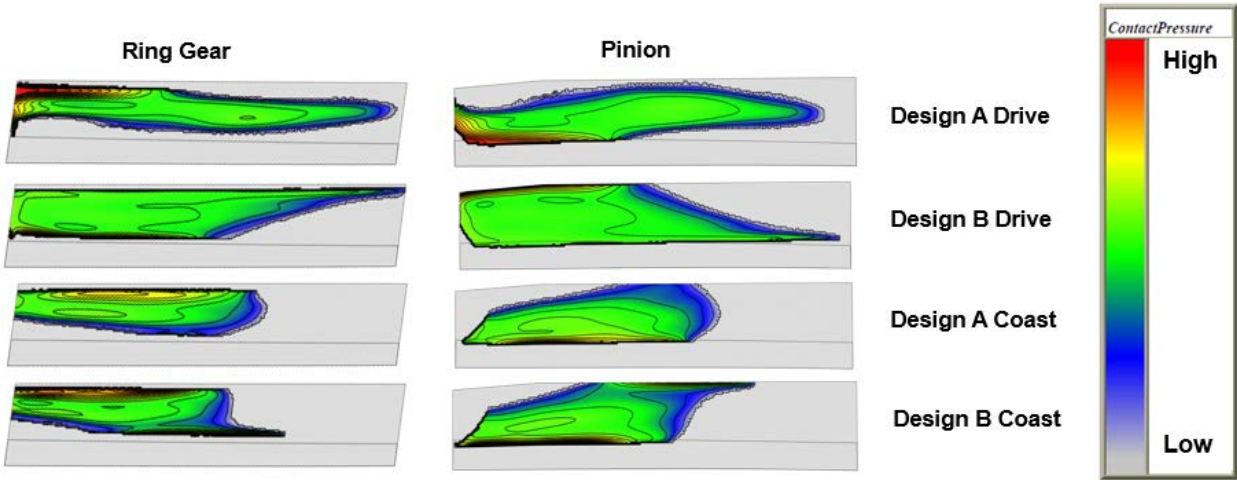 Ring Gear
Pinion
ContactPressure
High
Design A Drive
Design B Drive
Design A Coast
Design B Coast
Low